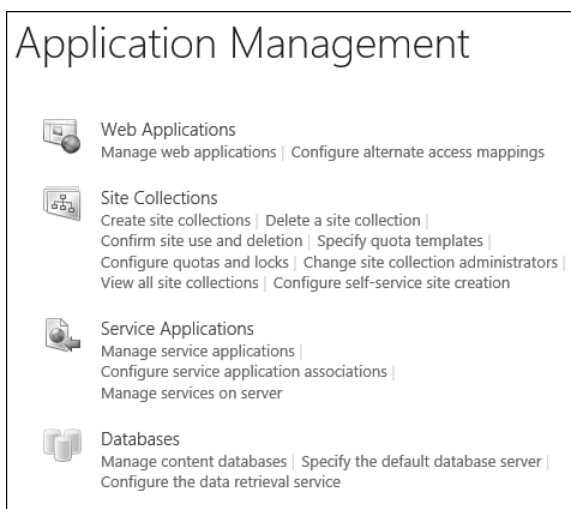 Application Management
Web Applications
Manage web applications | Configure alternate access mappings
Site Collections
Create site collections | Delete a site collection |
Confirm site use and deletion | Specify quota templates |
Configure quotas and locks | Change site collection administrators |
View all site collections | Configure self-service site creation
Service Applications
Manage service applications |
Configure service application associations |
Manage services on server
Databases
Manage content databases | Specify the default database server |
Configure the data retrieval service